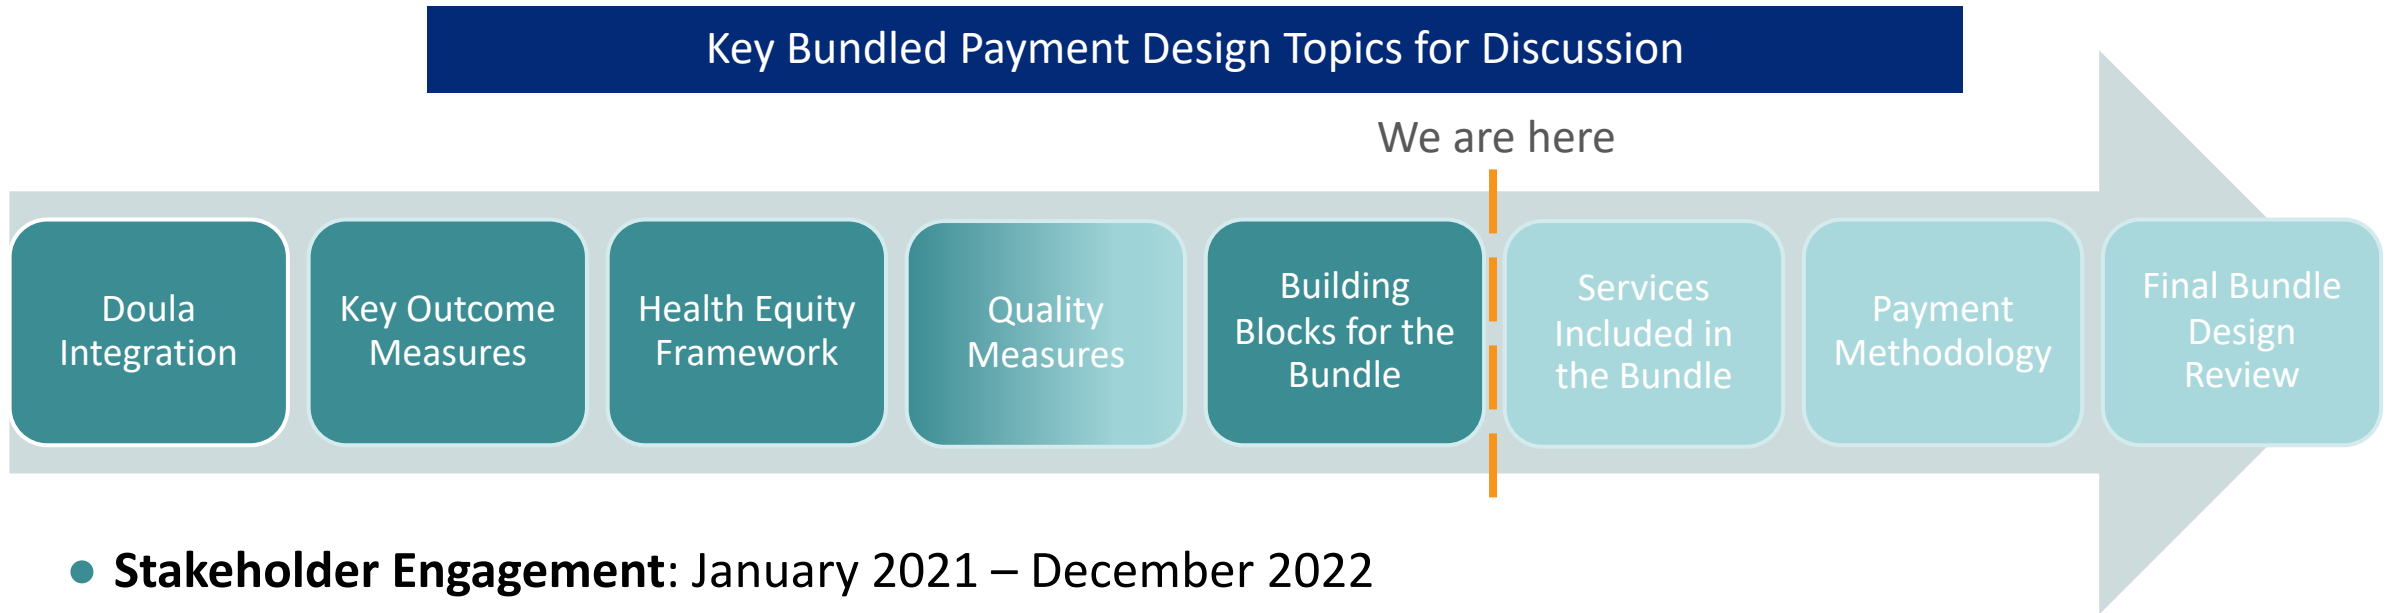 Key Bundled Payment Design Topics for Discussion
We are here
Doula
Integration
Key Outcome
Measures
Health Equity
Framework
Quality
Measures
Building
Blocks for the
Bundle
Services
Included in
the Bundle
Payment
Methodology
Final Bundle
Design
Review
● Stakeholder Engagement: January 2021 – December 2022